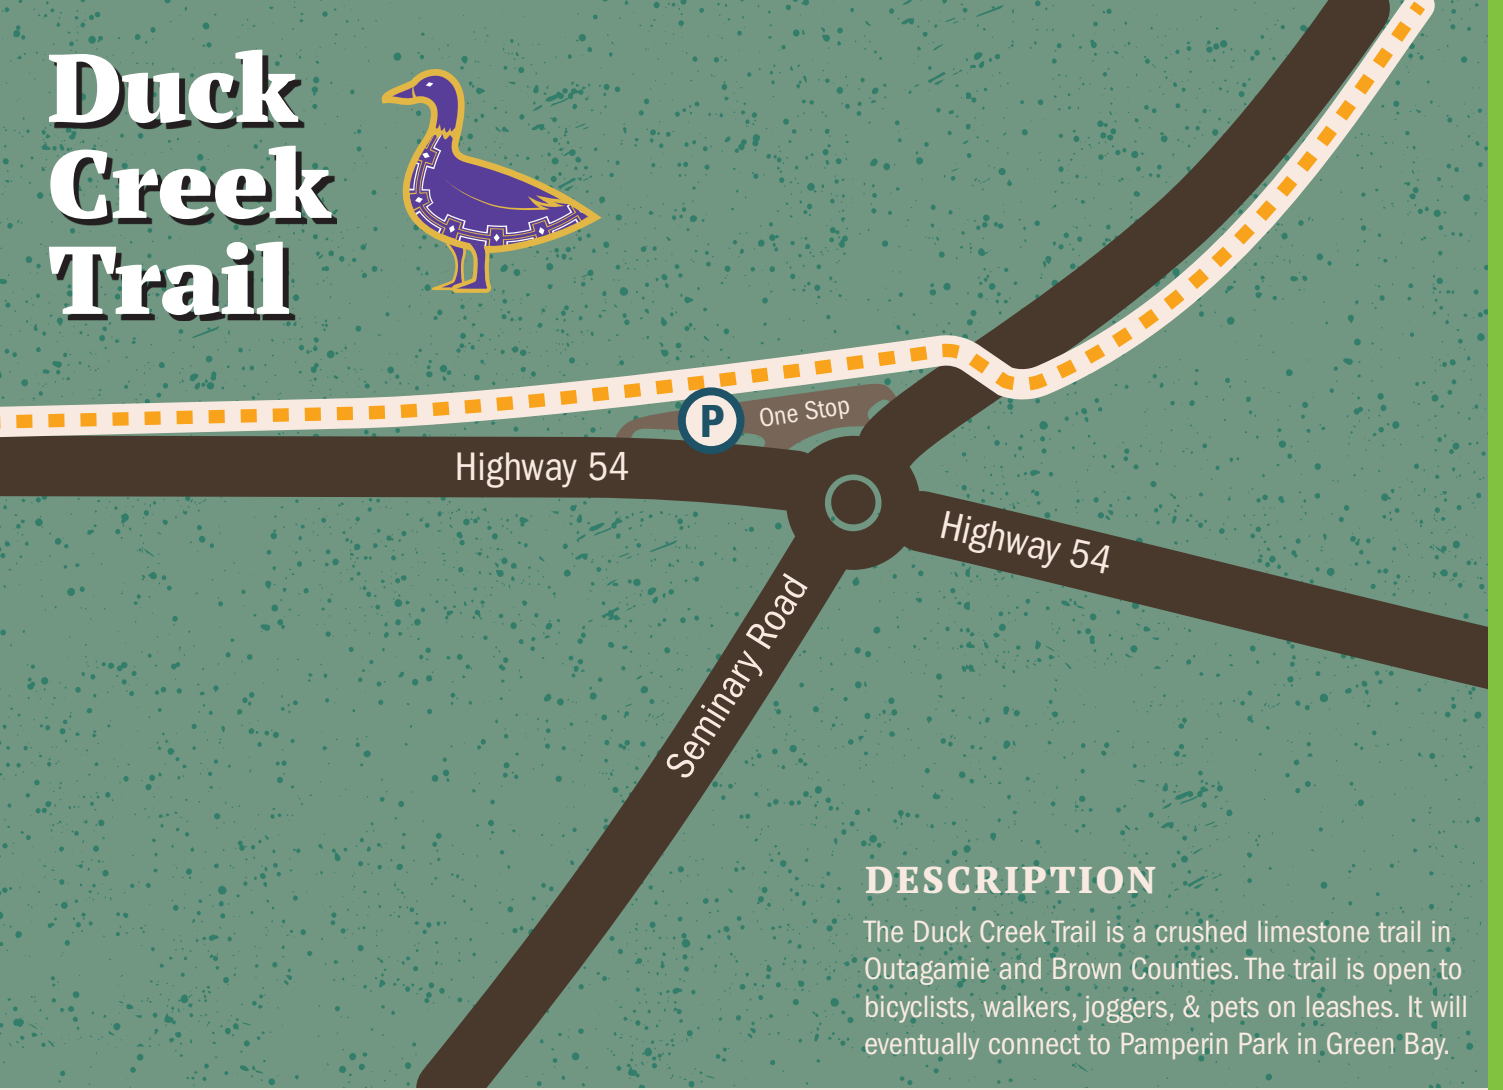 Duck
Creek
Trail
P
One Stop
Highway 54
Highway 54
Seminary Road
DESCRIPTION
The Duck Creek Trail is a crushed limestone trail in
Outagamie and Brown Counties. The trail is open to
bicyclists, walkers, joggers, & pets on leashes. It will
eventually connect to Pamperin Park in Green Bay.